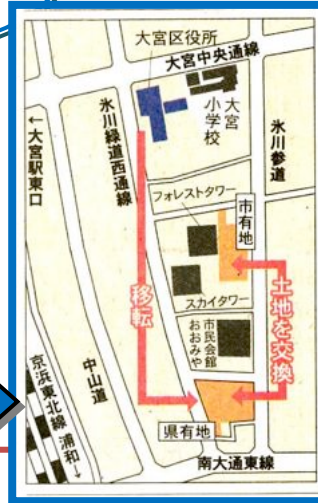 大宮区役所
大宮中央通線
大宮
小学校
氷川参道
氷川緑道西通線
←大宮駅東口
フォレストタワー
市有地
スカイタワー
移転
土地を交換
市民会館
おおみや
中山道
京浜東北線
浦和→
県有地
南大通東線